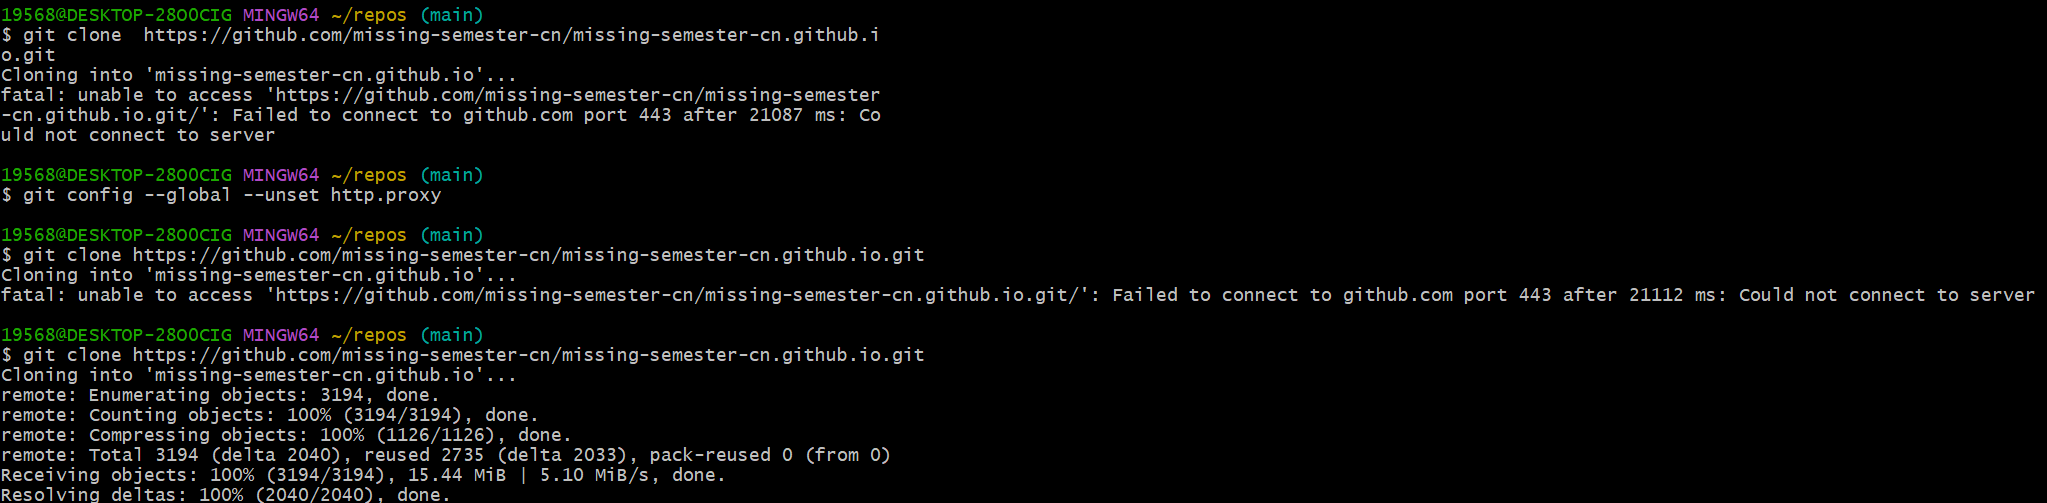 19568@DESKTOP-28OOCIG MINGW64 ~/repos (main)
$ git clone  https://github.com/missing-semester-cn/missing-semester-cn.github.i
o.git
Cloning into 'missing-semester-cn.github.io'...
fatal: unable to access 'https://github.com/missing-semester-cn/missing-semester
-cn.github.io.git/': Failed to connect to github.com port 443 after 21087 ms: Co
uld not connect to server
19568@DESKTOP-28OOCIG MINGW64 ~/repos (main)
$ git config --global --unset http.proxy
19568@DESKTOP-28OOCIG MINGW64 ~/repos (main)
$ git clone https://github.com/missing-semester-cn/missing-semester-cn.github.io.git
Cloning into 'missing-semester-cn.github.io'...
fatal: unable to access 'https://github.com/missing-semester-cn/missing-semester-cn.github.io.git/': Failed to connect to github.com port 443 after 21112 ms: Could not connect to server
19568@DESKTOP-28OOCIG MINGW64 ~/repos (main)
$ git clone https://github.com/missing-semester-cn/missing-semester-cn.github.io.git
Cloning into 'missing-semester-cn.github.io'...
remote: Enumerating objects: 3194, done.
remote: Counting objects: 100% (3194/3194), done.
remote: Compressing objects: 100% (1126/1126), done.
remote: Total 3194 (delta 2040), reused 2735 (delta 2033), pack-reused 0 (from 0)
Receiving objects: 100% (3194/3194), 15.44 MiB | 5.10 MiB/s, done.
Resolving deltas: 100% (2040/2040), done.